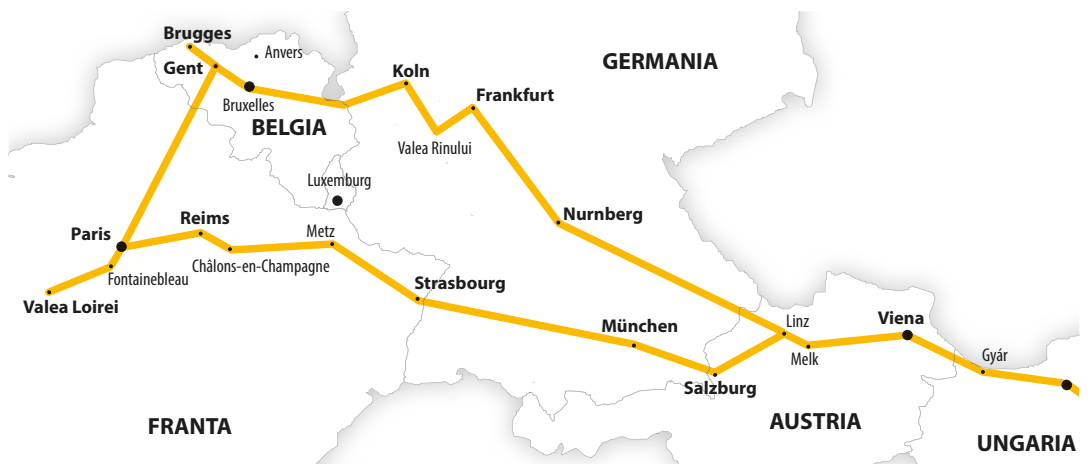 Brugges
Anvers
GERMANIA
Gent
Koln
Bruxelles
Frankfurt
BELGIA
Valea Rinului
Luxemburg
Reims
Nurnberg
Paris
Metz
Châlons-en-Champagne
Fontainebleau
Strasbourg
Valea Loirei
Linz
Viena
München
Melk
Gyár
Salzburg
FRANTA
AUSTRIA
UNGARIA